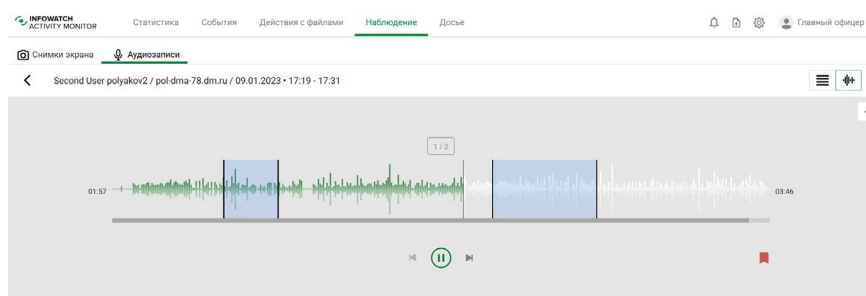 INFOWATCH
ACTIVITY MONITOR
Статистика События Действия с файлами Наблюдение Досье Главный офицер
Снимки экрана Аудиозаписи
Second User polyakov2 / pol-dma-78.dm.ru / 09.01.2023 • 17:19 - 17:31
1 / 2
01:57 03:46